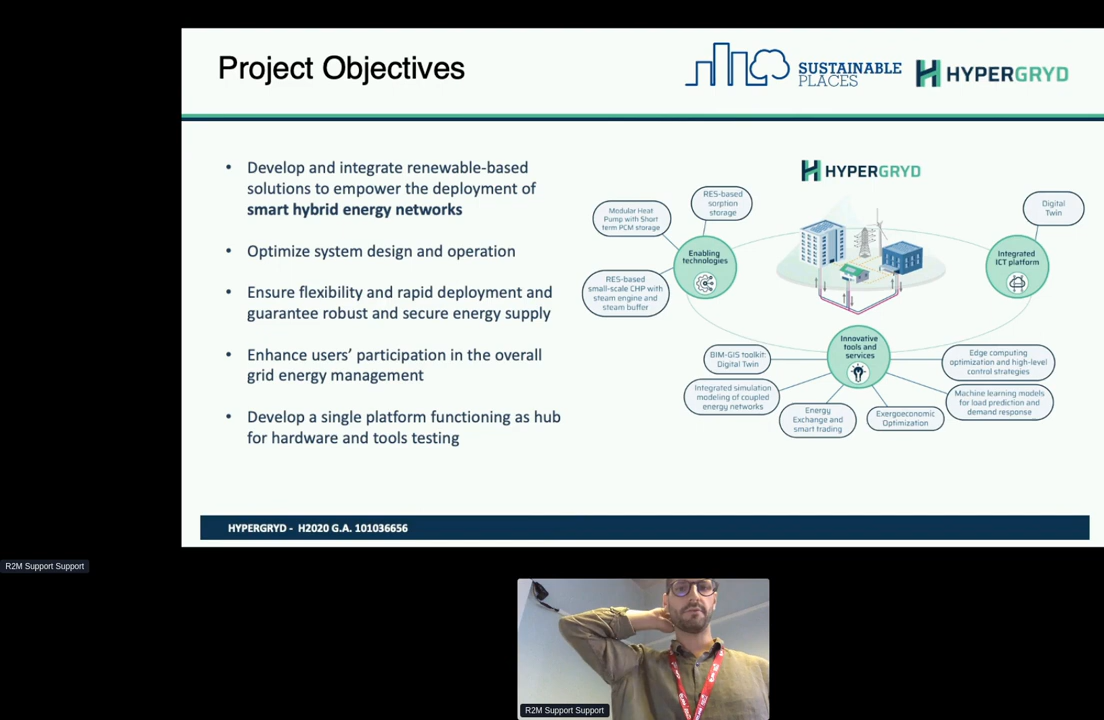 Project Objectives
SUSTAINABLE
PLACES
HYPERGRYD
• Develop and integrate renewable-based
solutions to empower the deployment of
smart hybrid energy networks
• Optimize system design and operation
• Ensure flexibility and rapid deployment and
guarantee robust and secure energy supply
• Enhance users’ participation in the overall
grid energy management
• Develop a single platform functioning as hub
for hardware and tools testing
HYPERGRYD
Modular Heat
Pump with Short
term PCM storage
RES-based
sorption
storage
RES-based
small-scale CHP with
steam engine and
steam buffer
Enabling
technologies
Digital
Twin
Integrated
ICT platform
Innovative
tools and
services
BIM-GIS toolkit:
Digital Twin
Integrated simulation
modeling of coupled
energy networks
Energy
Exchange and
smart trading
Exergoeconomic
Optimization
Edge computing
optimization and high-level
control strategies
Machine learning models
for load prediction and
demand response
HYPERGRYD - H2020 G.A. 101036656
R2M Support Support
R2M Support Support